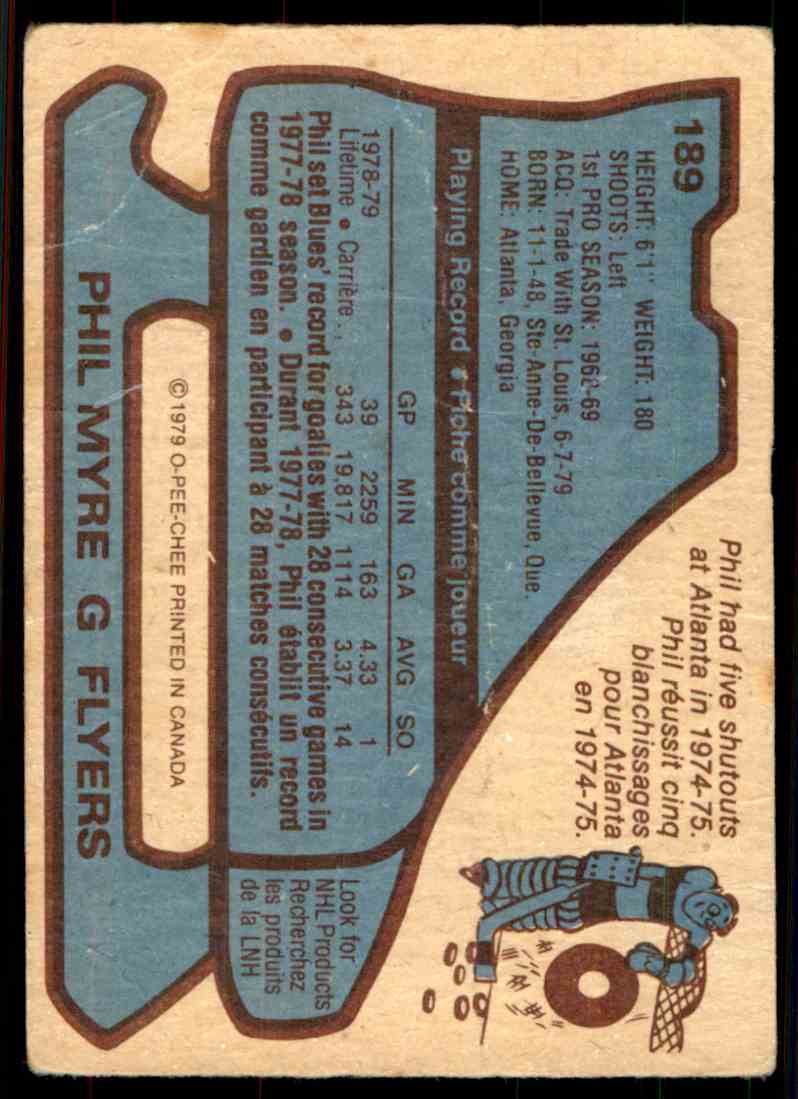 189
HEIGHT: 6'1" WEIGHT: 180
SHOOTS: Left
1st PRO SEASON: 1968-69
ACQ: Trade With St. Louis, 6-7-79
BORN: 11-1-48, Ste-Anne-De-Bellevue, Que.
HOME: Atlanta, Georgia
Playing Record • Fiche comme joueur
GP MIN GA AVG SO
1978-79 39 2259 163 4.33 1
Lifetime • Carrière . . 343 19,817 1114 3.37 14
Phil set Blues' record for goalies with 28 consecutive games in
1977-78 season. • Durant 1977-78, Phil établit un record
comme gardien en participant à 28 matches consécutifs.
Phil had five shutouts
at Atlanta in 1974-75.
Phil réussit cinq
blanchissages
pour Atlanta
en 1974-75.
Look for
NHL Products
Recherchez
les produits
de la LNH
©1979 O-PEE-CHEE PRINTED IN CANADA
PHIL MYRE G FLYERS